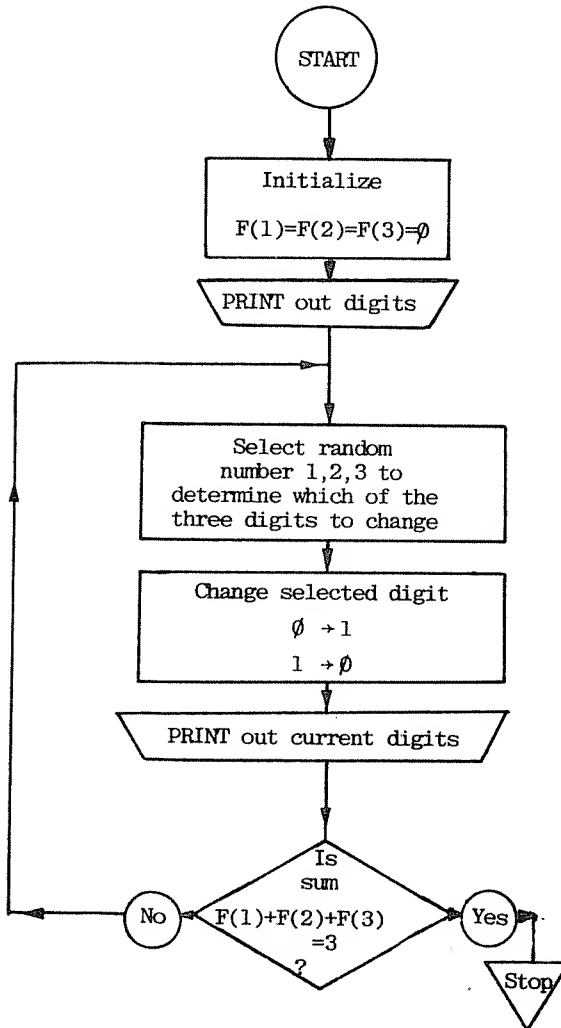 START
Initialize
F(1)=F(2)=F(3)=∅
PRINT out digits
Select random
number 1,2,3 to
determine which of the
three digits to change
Change selected digit
∅ → 1
1 → ∅
PRINT out current digits
Is
sum
F(1)+F(2)+F(3)
=3
?
No
Yes
Stop